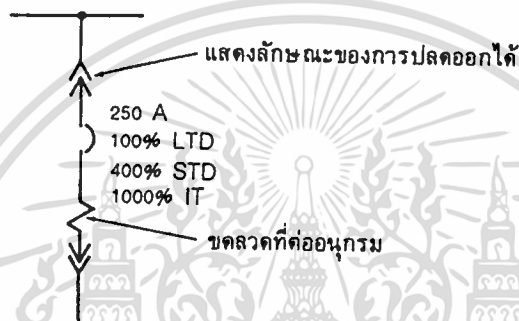 แสดงลักษณะของการปลดออกได้
250 A
100% LTD
400% STD
1000% IT
ขดลวดที่ต่ออนุกรม